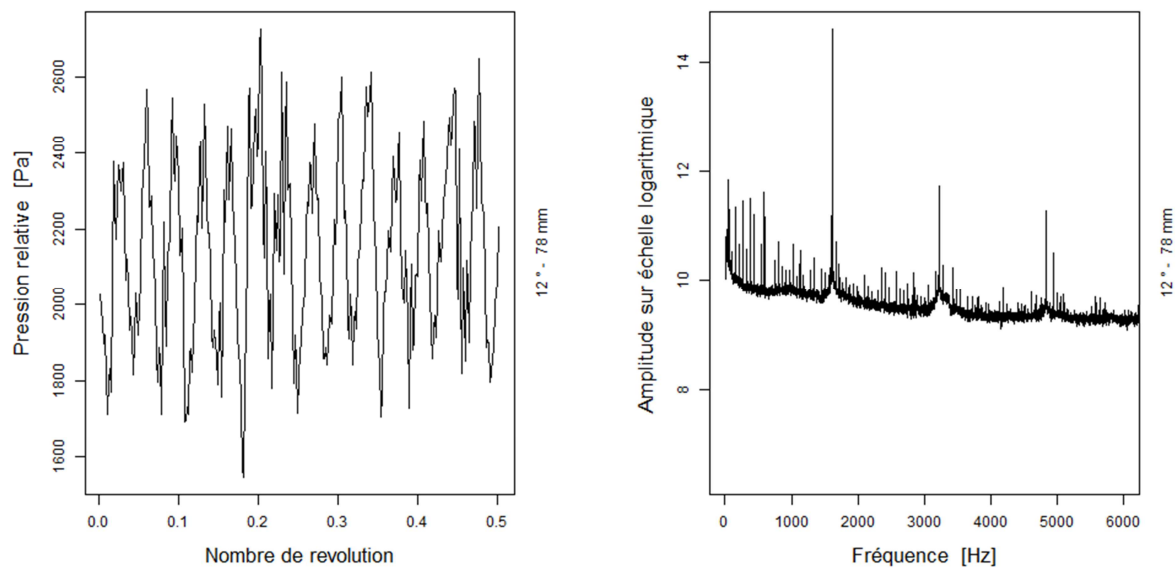 Pression relative [Pa]
2600
2400
2200
2000
1800
1600
0.0 0.1 0.2 0.3 0.4 0.5
Nombre de revolution
12 ° - 78 mm
Amplitude sur échelle logaritmique
14
12
10
8
0 1000 2000 3000 4000 5000 6000
Fréquence [Hz]
12 ° - 78 mm